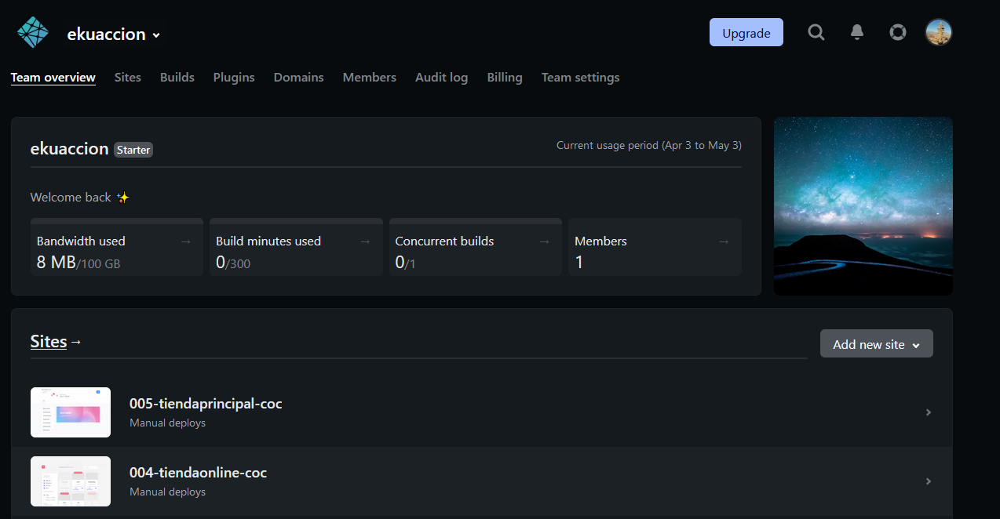 ekuaccion
Upgrade
Team overview Sites Builds Plugins Domains Members Audit log Billing Team settings
ekuaccion Starter
Current usage period (Apr 3 to May 3)
Welcome back ✨
Bandwidth used →
8 MB/100 GB
Build minutes used →
0/300
Concurrent builds →
0/1
Members →
1
Sites →
Add new site
005-tiendaprincipal-coc
Manual deploys
004-tiendaonline-coc
Manual deploys